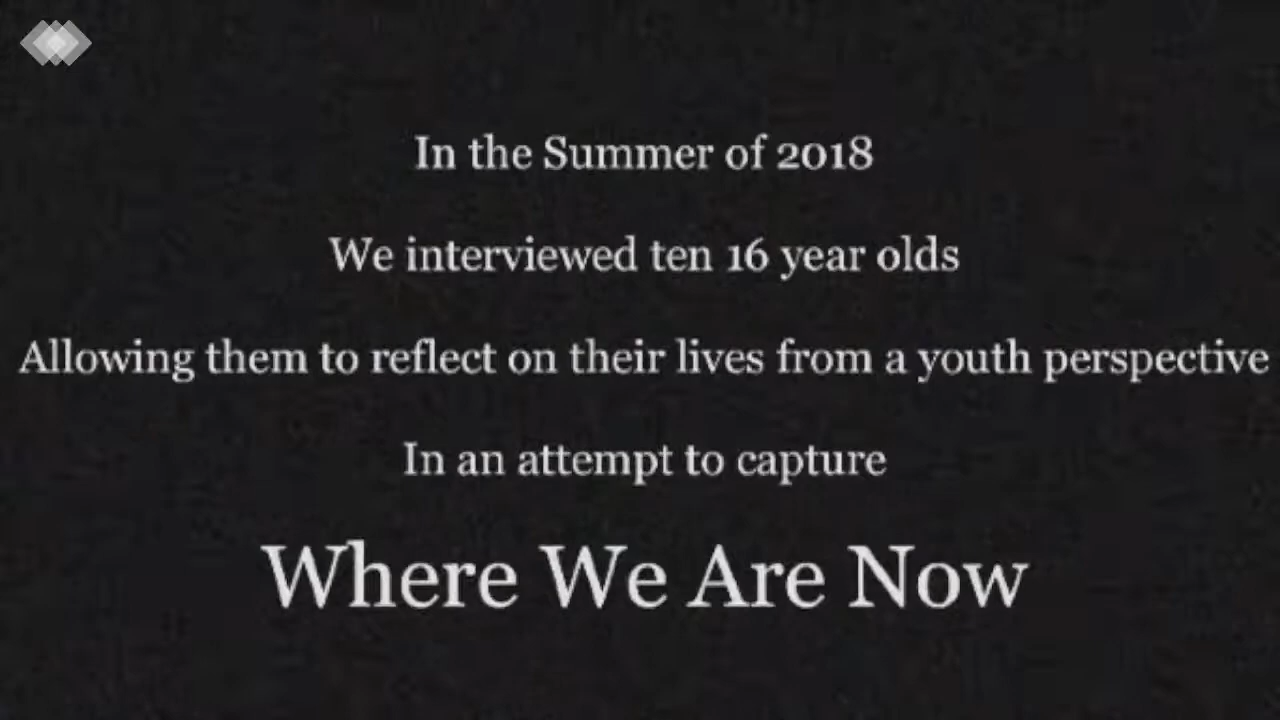 In the Summer of 2018
We interviewed ten 16 year olds
Allowing them to reflect on their lives from a youth perspective
In an attempt to capture
Where We Are Now